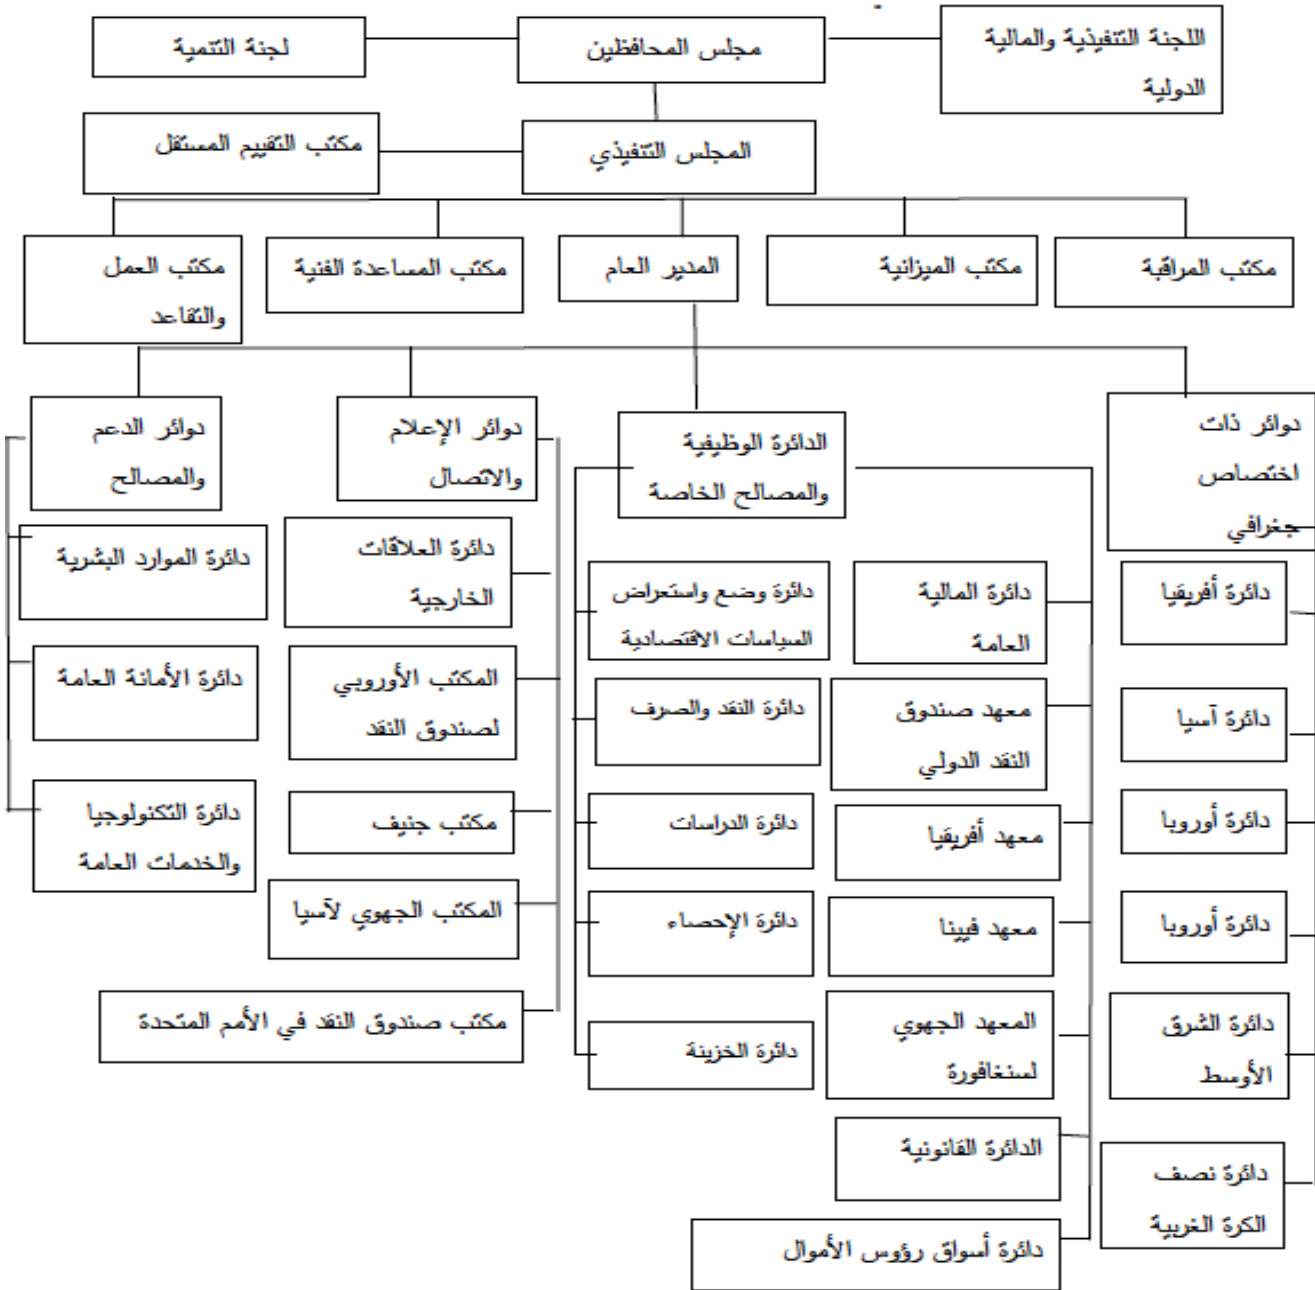 اللجنة التنفيذية والمالية
الدولية
مجلس المحافظين
لجنة التنمية
المجلس التنفيذي
مكتب التقييم المستقل
مكتب المراقبة
مكتب الميزانية
المدير العام
مكتب المساعدة الفنية
مكتب العمل
والتقاعد
دوائر ذات
اختصاص
جغرافي
الدائرة الوظيفية
والمصالح الخاصة
دوائر الإعلام
والاتصال
دوائر الدعم
والمصالح
دائرة أفريقيا
دائرة آسيا
دائرة أوروبا
دائرة أوروبا
دائرة الشرق
الأوسط
دائرة نصف
الكرة الغربية
دائرة المالية
العامة
معهد صندوق
النقد الدولي
معهد أفريقيا
معهد فيينا
المعهد الجهوي
لسنغافورة
الدائرة القانونية
دائرة أسواق رؤوس الأموال
دائرة وضع واستعراض
السياسات الاقتصادية
دائرة النقد والصرف
دائرة الدراسات
دائرة الإحصاء
دائرة الخزينة
دائرة العلاقات
الخارجية
المكتب الأوروبي
لصندوق النقد
مكتب جنيف
المكتب الجهوي لآسيا
مكتب صندوق النقد في الأمم المتحدة
دائرة الموارد البشرية
دائرة الأمانة العامة
دائرة التكنولوجيا
والخدمات العامة